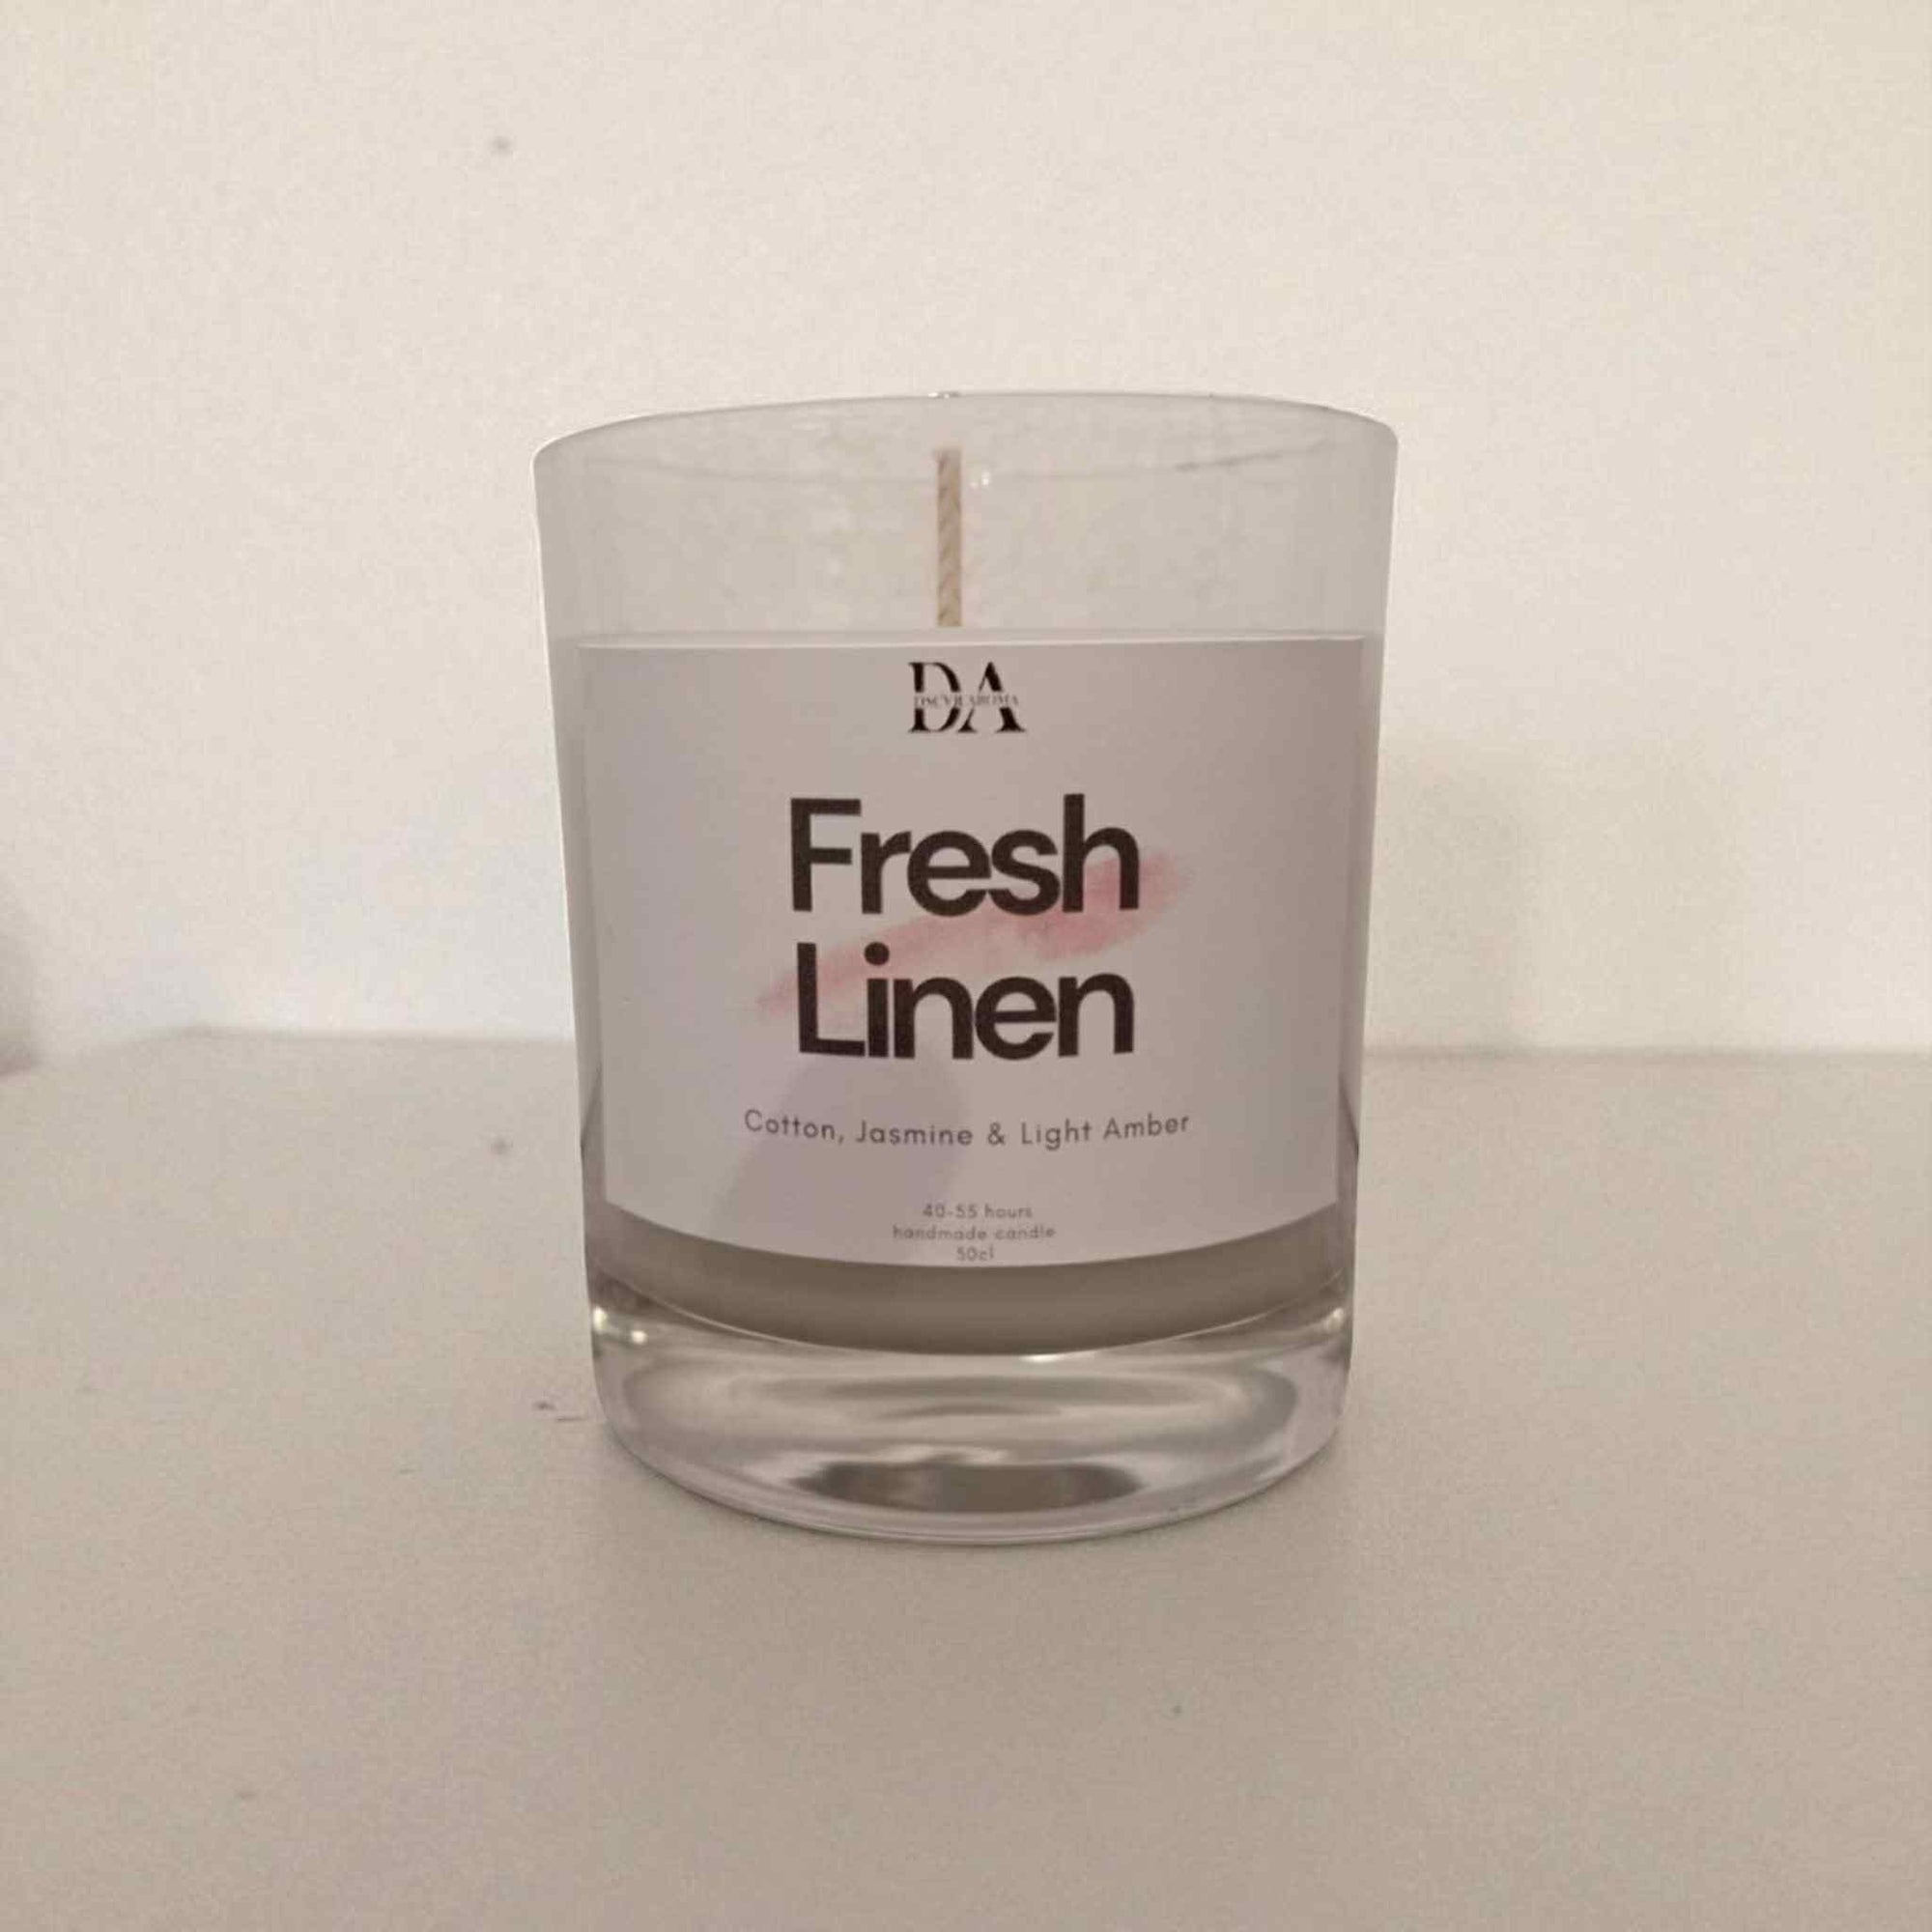 DA
Fresh
Linen
Cotton, Jasmine & Light Amber
40-55 hours
handmade candle
50cl